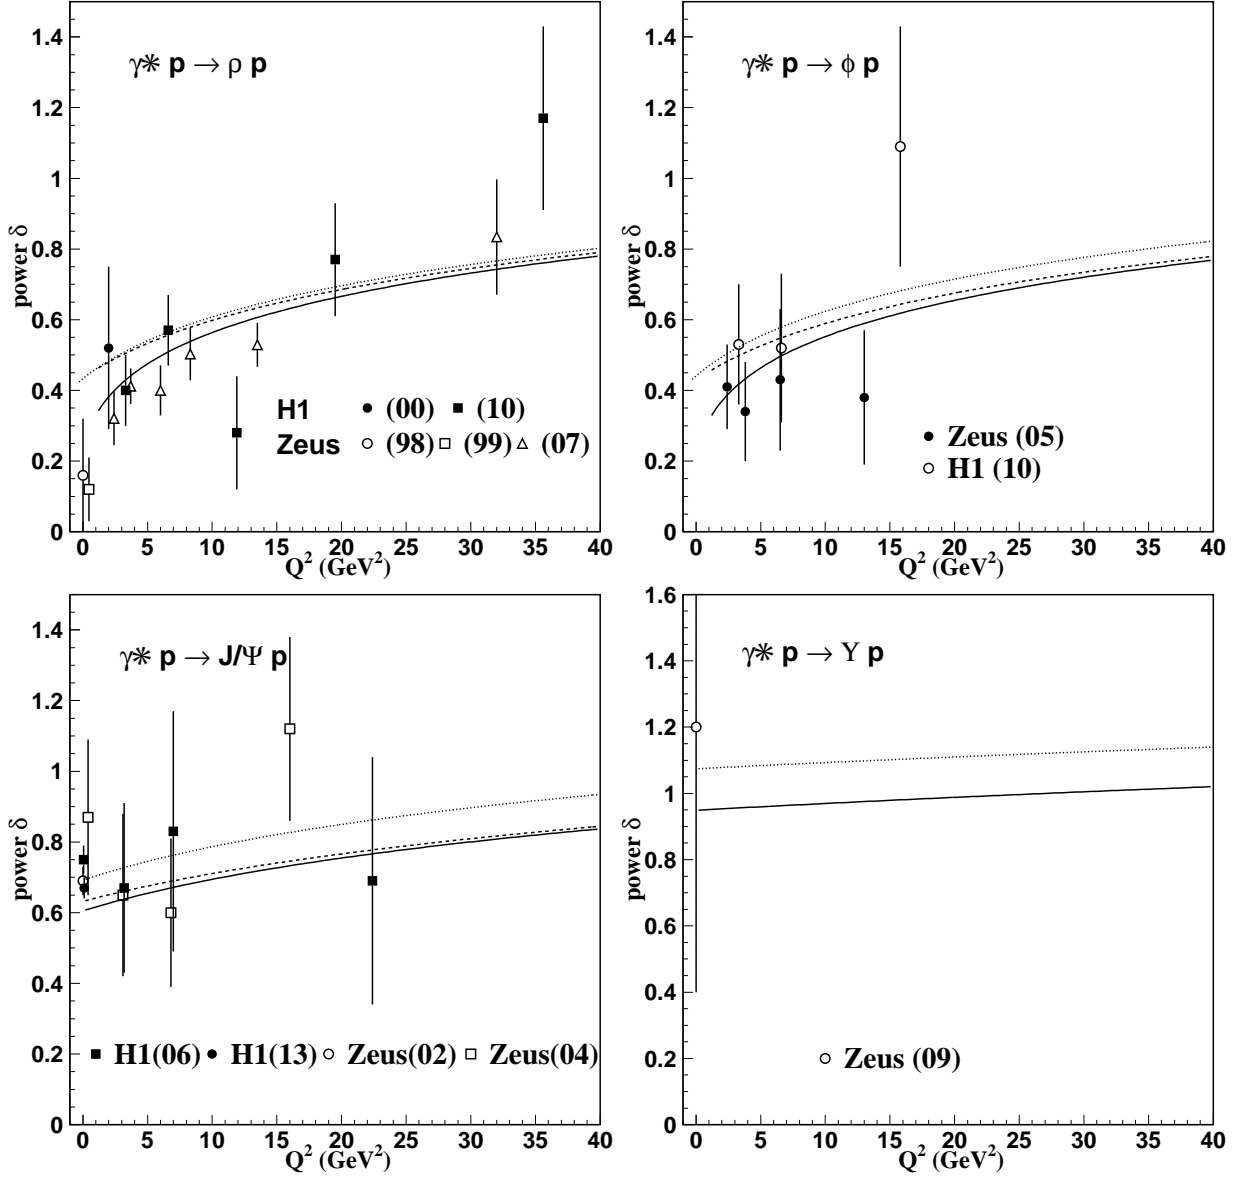 γ* p → ρ p
power δ
1.4
1.2
1
0.8
0.6
0.4
0.2
0
H1 ● (00) ■ (10)
Zeus ○ (98) □ (99) △ (07)
0 5 10 15 20 25 30 35 40
Q² (GeV²)
γ* p → ϕ p
power δ
1.4
1.2
1
0.8
0.6
0.4
0.2
0
● Zeus (05)
○ H1 (10)
0 5 10 15 20 25 30 35 40
Q² (GeV²)
γ* p → J/Ψ p
power δ
1.4
1.2
1
0.8
0.6
0.4
0.2
0
■ H1(06) ● H1(13) ○ Zeus(02) □ Zeus(04)
0 5 10 15 20 25 30 35 40
Q² (GeV²)
γ* p → Υ p
power δ
1.6
1.4
1.2
1
0.8
0.6
0.4
0.2
0
○ Zeus (09)
0 5 10 15 20 25 30 35 40
Q² (GeV²)